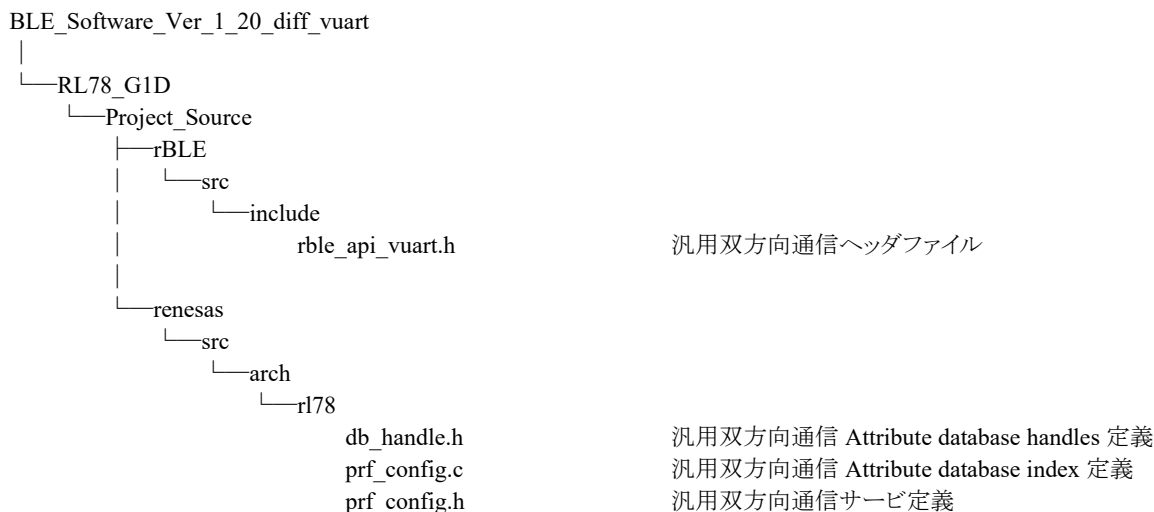 BLE_Software_Ver_1_20_diff_vuart
│
└──RL78_G1D
└──Project_Source
├──rBLE
│ └──src
│ └──include
│ rble_api_vuart.h 汎用双方向通信ヘッダファイル
│
└──renesas
└──src
└──arch
└──rl78
db_handle.h 汎用双方向通信 Attribute database handles 定義
prf_config.c 汎用双方向通信 Attribute database index 定義
prf_config.h 汎用双方向通信サービ定義